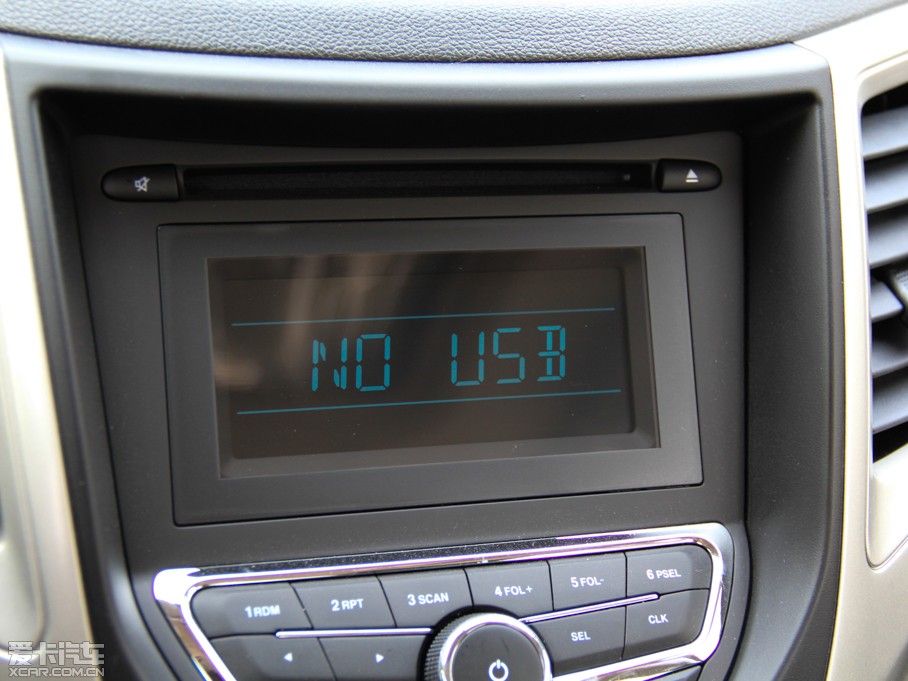 NO USB
1 RDM
2 RPT
3 SCAN
4 FOL+
5 FOL-
6 PSEL
SEL
CLK
爱卡汽车
XCAR.COM.CN